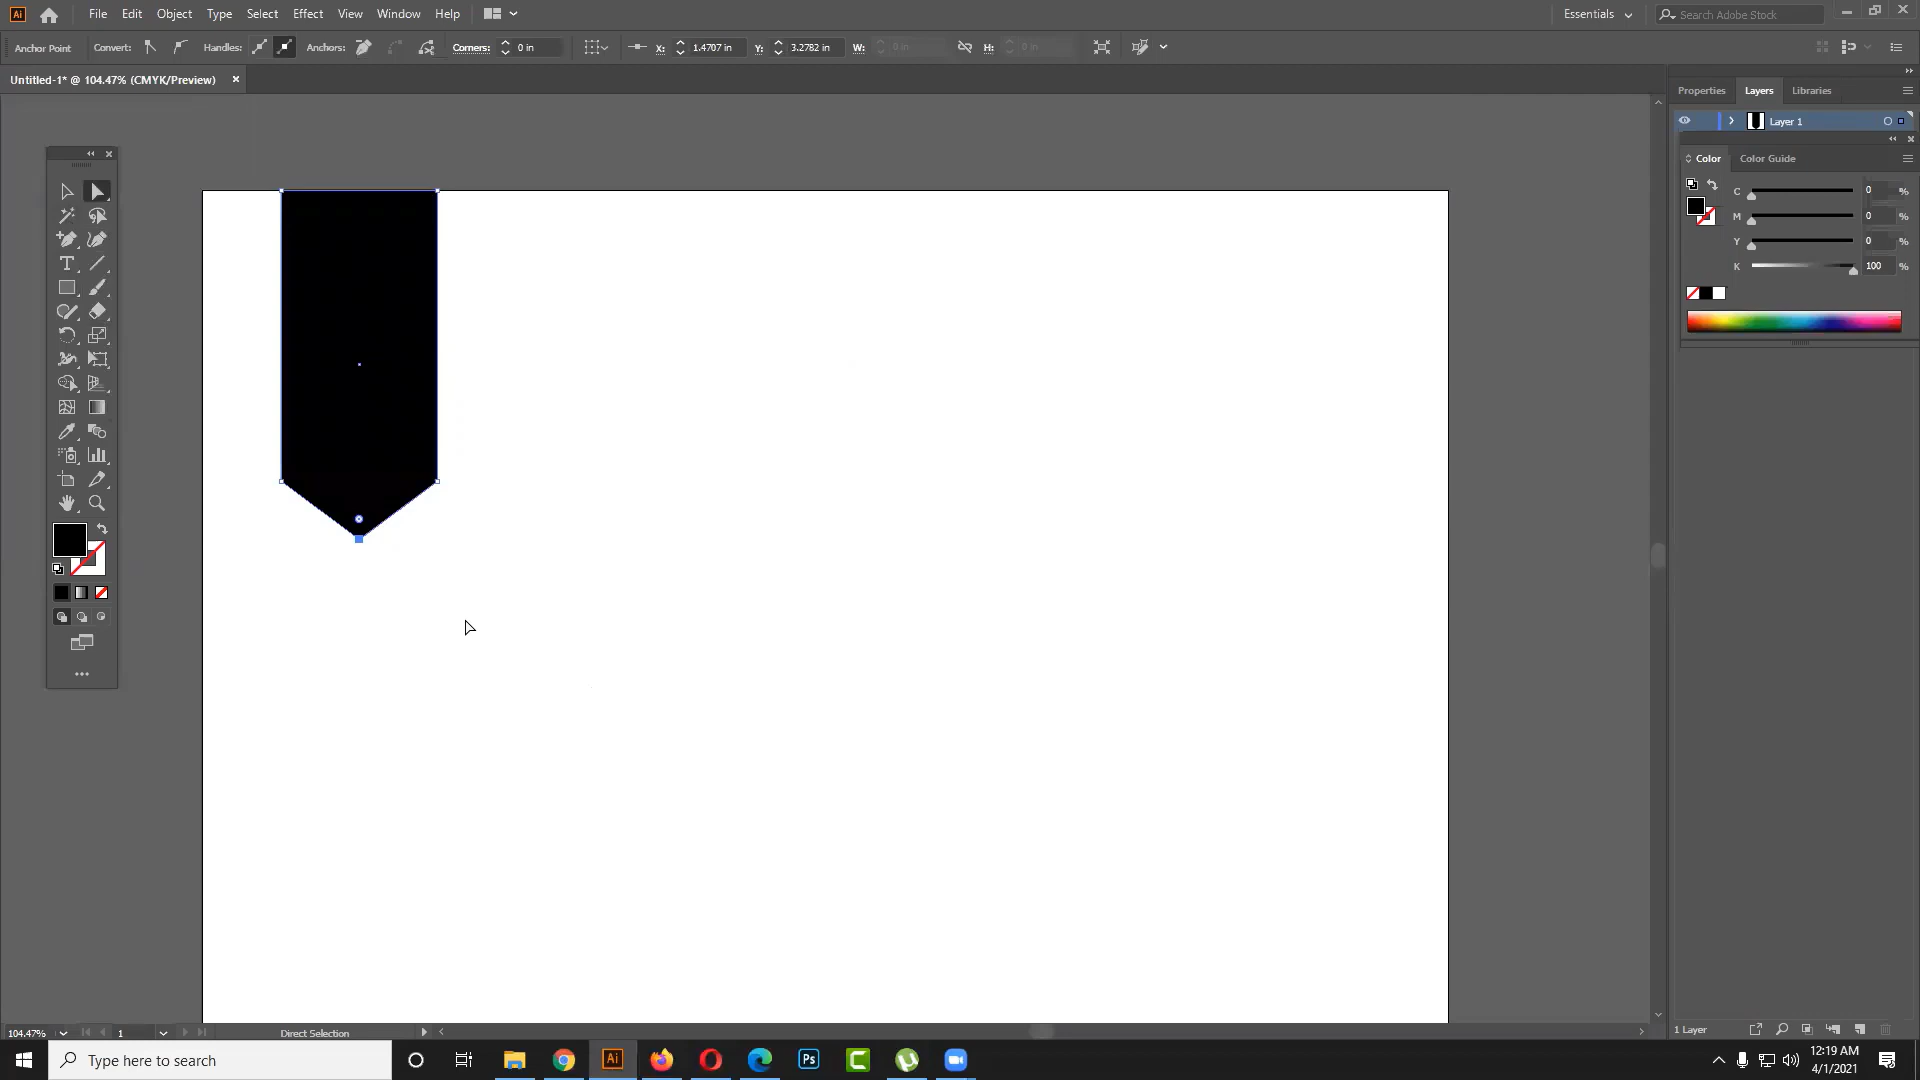 Ai File Edit Object Type Select Effect View Window Help Essentials Search Adobe Stock
Anchor Point Convert: Handles: Anchors: Corners: 0 in X: 1.4707 in Y: 3.2782 in W: 0 in H: 0 in
Untitled-1* @ 104.47% (CMYK/Preview) ×
Properties Layers Libraries
Layer 1
Color Color Guide
C 0 %
M 0 %
Y 0 %
K 100 %
104.47% 1 Direct Selection 1 Layer
Type here to search Ai Ps C 12:19 AM
4/1/2021